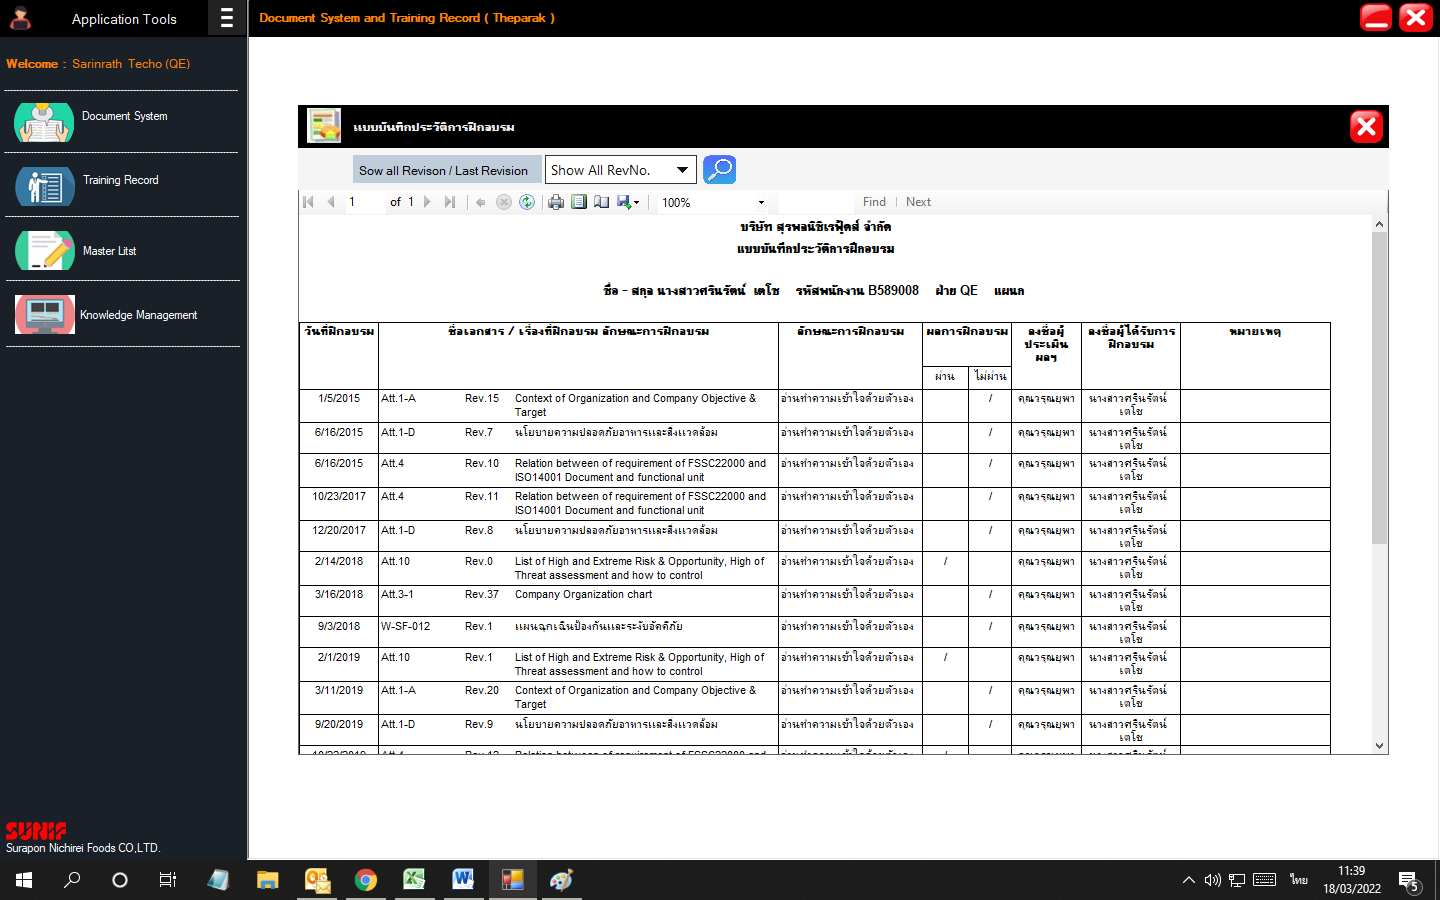 Application Tools
Document System and Training Record ( Theparak )
Welcome : Sarinrath Techo (QE)
Document System
Training Record
Master Litst
Knowledge Management
SUNIF
Surapon Nichirei Foods CO,LTD.
แบบบันทึกประวัติการฝึกอบรม
Sow all Revison / Last Revision Show All RevNo.
1 of 1 100% Find | Next
บริษัท สุรพลนิชิเรฟู้ดส์ จำกัด
แบบบันทึกประวัติการฝึกอบรม
ชื่อ - สกุล นางสาวศรินรัตน์ เตโช รหัสพนักงาน B589008 ฝ่าย QE แผนก
วันที่ฝึกอบรม ชื่อเอกสาร / เรื่องที่ฝึกอบรม ลักษณะการฝึกอบรม ลักษณะการฝึกอบรม ผลการฝึกอบรม ลงชื่อผู้ประเมินผลฯ ลงชื่อผู้ได้รับการฝึกอบรม หมายเหตุ
ผ่าน ไม่ผ่าน
1/5/2015 Att.1-A Rev.15 Context of Organization and Company Objective & Target อ่านทำความเข้าใจด้วยตัวเอง / คุณวรุณยุพา นางสาวศรินรัตน์ เตโช
6/16/2015 Att.1-D Rev.7 นโยบายความปลอดภัยอาหารและสิ่งแวดล้อม อ่านทำความเข้าใจด้วยตัวเอง / คุณวรุณยุพา นางสาวศรินรัตน์ เตโช
6/16/2015 Att.4 Rev.10 Relation between of requirement of FSSC22000 and ISO14001 Document and functional unit อ่านทำความเข้าใจด้วยตัวเอง / คุณวรุณยุพา นางสาวศรินรัตน์ เตโช
10/23/2017 Att.4 Rev.11 Relation between of requirement of FSSC22000 and ISO14001 Document and functional unit อ่านทำความเข้าใจด้วยตัวเอง / คุณวรุณยุพา นางสาวศรินรัตน์ เตโช
12/20/2017 Att.1-D Rev.8 นโยบายความปลอดภัยอาหารและสิ่งแวดล้อม อ่านทำความเข้าใจด้วยตัวเอง / คุณวรุณยุพา นางสาวศรินรัตน์ เตโช
2/14/2018 Att.10 Rev.0 List of High and Extreme Risk & Opportunity, High of Threat assessment and how to control อ่านทำความเข้าใจด้วยตัวเอง / คุณวรุณยุพา นางสาวศรินรัตน์ เตโช
3/16/2018 Att.3-1 Rev.37 Company Organization chart อ่านทำความเข้าใจด้วยตัวเอง / คุณวรุณยุพา นางสาวศรินรัตน์ เตโช
9/3/2018 W-SF-012 Rev.1 แผนฉุกเฉินป้องกันและระงับอัคคีภัย อ่านทำความเข้าใจด้วยตัวเอง / คุณวรุณยุพา นางสาวศรินรัตน์ เตโช
2/1/2019 Att.10 Rev.1 List of High and Extreme Risk & Opportunity, High of Threat assessment and how to control อ่านทำความเข้าใจด้วยตัวเอง / คุณวรุณยุพา นางสาวศรินรัตน์ เตโช
3/11/2019 Att.1-A Rev.20 Context of Organization and Company Objective & Target อ่านทำความเข้าใจด้วยตัวเอง / คุณวรุณยุพา นางสาวศรินรัตน์ เตโช
9/20/2019 Att.1-D Rev.9 นโยบายความปลอดภัยอาหารและสิ่งแวดล้อม อ่านทำความเข้าใจด้วยตัวเอง / คุณวรุณยุพา นางสาวศรินรัตน์ เตโช
ไทย 11:39
18/03/2022 5